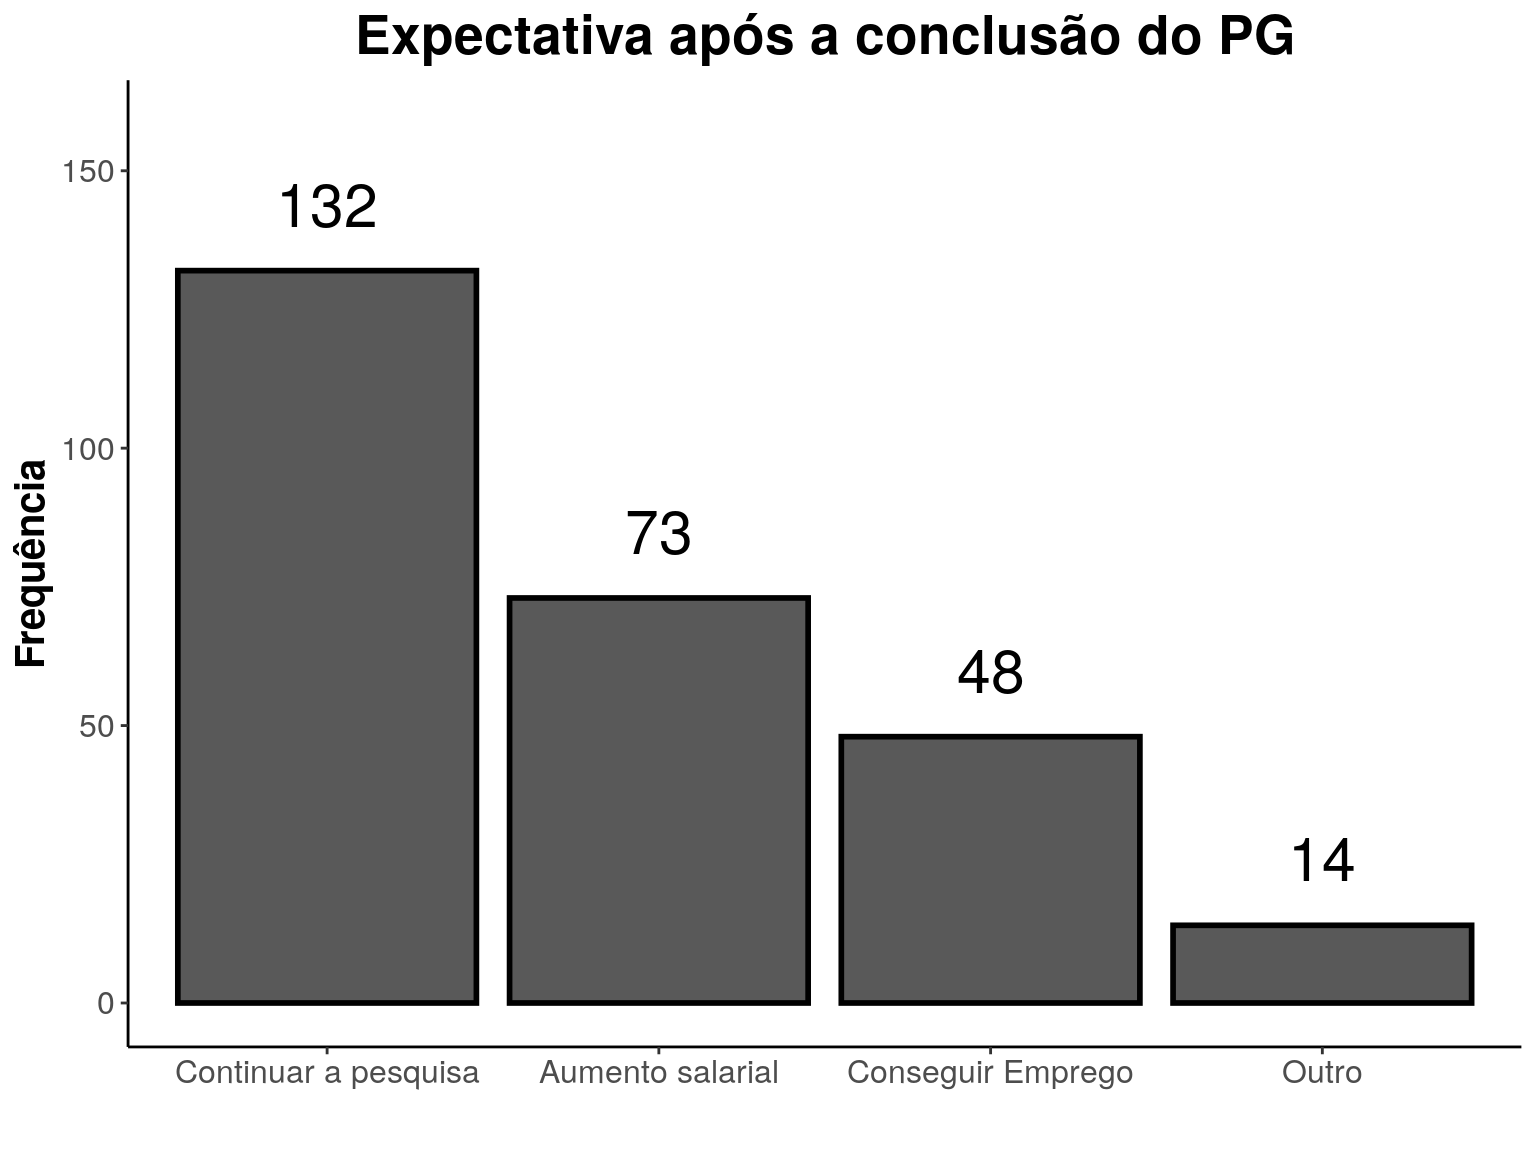 Expectativa após a conclusão do PG
Frequência
150
100
50
0
132
73
48
14
Continuar a pesquisa
Aumento salarial
Conseguir Emprego
Outro